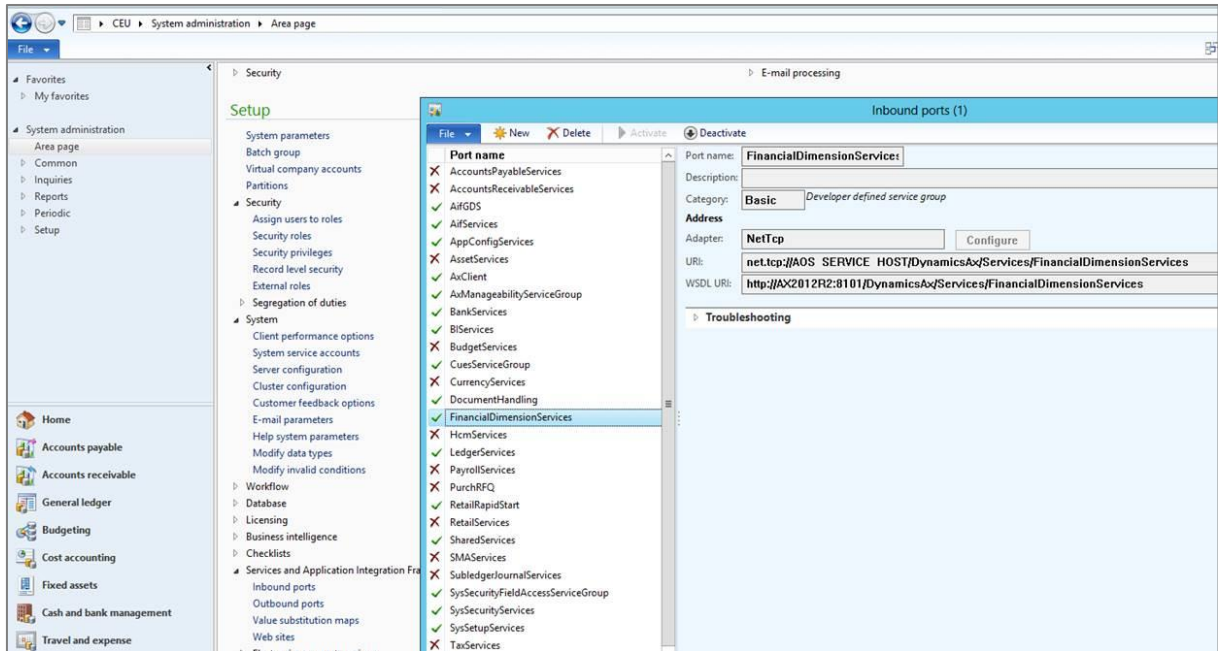 CEU System administration Area page
File
Favorites
My favorites
System administration
Area page
Common
Inquiries
Reports
Periodic
Setup
Home
Accounts payable
Accounts receivable
General ledger
Budgeting
Cost accounting
Fixed assets
Cash and bank management
Travel and expense
Security
E-mail processing
Setup
System parameters
Batch group
Virtual company accounts
Partitions
Security
Assign users to roles
Security roles
Security privileges
Record level security
External roles
Segregation of duties
System
Client performance options
System service accounts
Server configuration
Cluster configuration
Customer feedback options
E-mail parameters
Help system parameters
Modify data types
Modify invalid conditions
Workflow
Database
Licensing
Business intelligence
Checklists
Services and Application Integration Fra
Inbound ports
Outbound ports
Value substitution maps
Web sites
Inbound ports (1)
File New Delete Activate Deactivate
Port name
AccountsPayableServices
AccountsReceivableServices
AifGDS
AifServices
AppConfigServices
AssetServices
AxClient
AxManageabilityServiceGroup
BankServices
BIServices
BudgetServices
CuesServiceGroup
CurrencyServices
DocumentHandling
FinancialDimensionServices
HcmServices
LedgerServices
PayrollServices
PurchRFQ
RetailRapidStart
RetailServices
SharedServices
SMAServices
SubledgerJournalServices
SysSecurityFieldAccessServiceGroup
SysSecurityServices
SysSetupServices
TaxServices
Port name: FinancialDimensionServices
Description:
Category: Basic Developer defined service group
Address
Adapter: NetTcp Configure
URI: net.tcp://AOS_SERVICE_HOST/DynamicsAx/Services/FinancialDimensionServices
WSDL URI: http://AX2012R2:8101/DynamicsAx/Services/FinancialDimensionServices
Troubleshooting